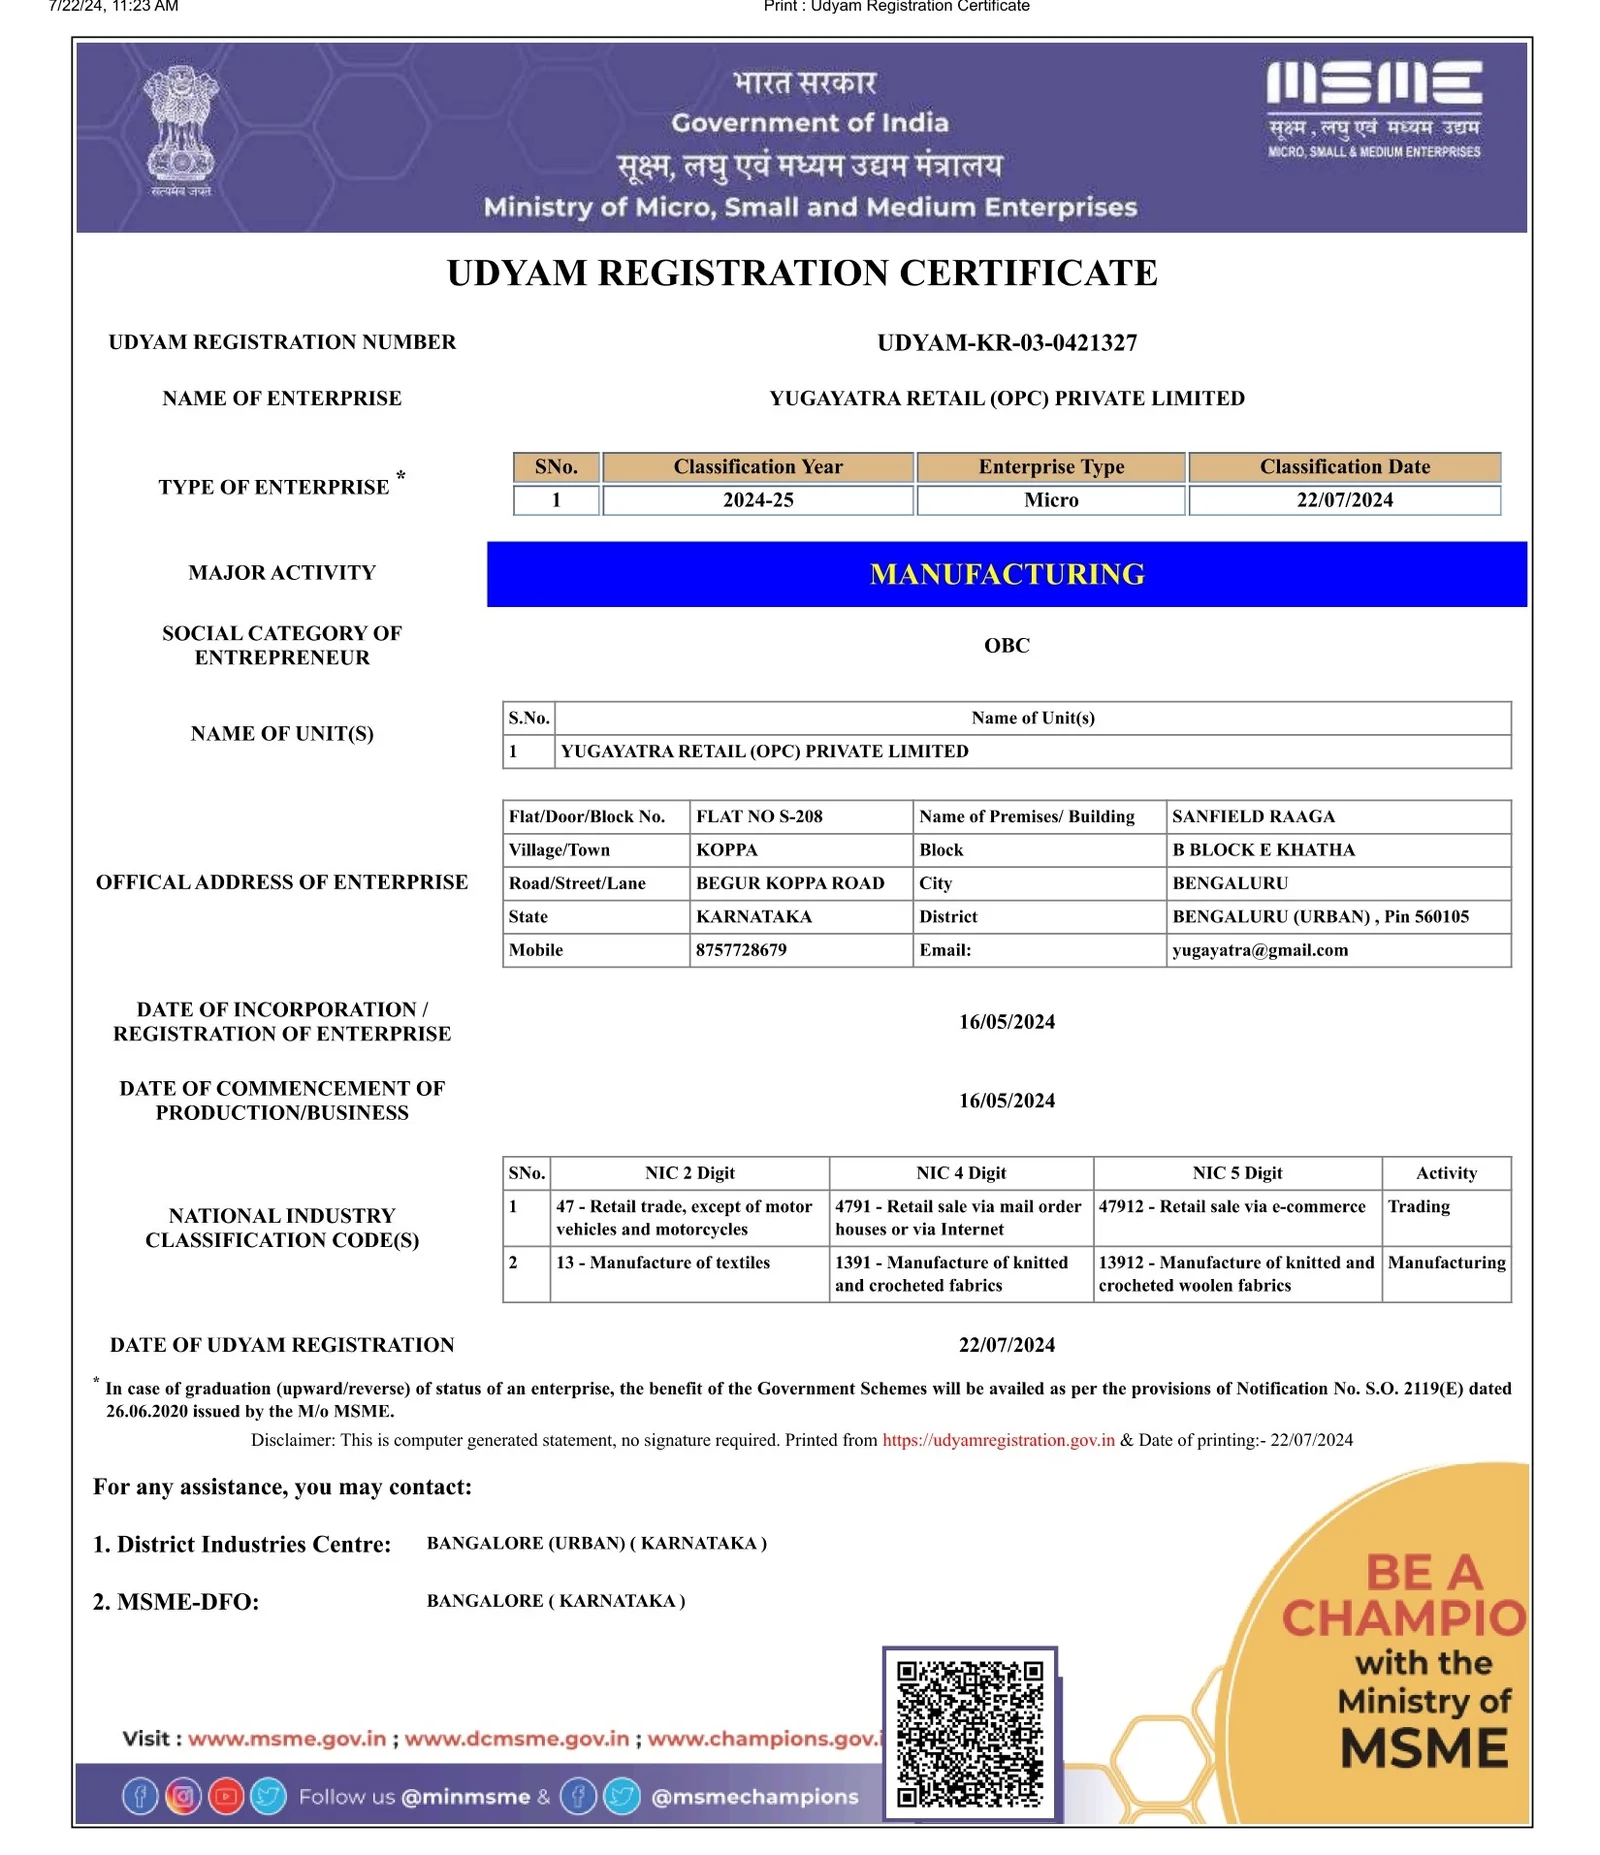 7/22/24, 11:23 AM
Print : Udyam Registration Certificate
सत्यमेव जयते
भारत सरकार
Government of India
सूक्ष्म, लघु एवं मध्यम उद्यम मंत्रालय
Ministry of Micro, Small and Medium Enterprises
MSME
सूक्ष्म , लघु एवं मध्यम उद्यम
MICRO, SMALL & MEDIUM ENTERPRISES
UDYAM REGISTRATION CERTIFICATE
UDYAM REGISTRATION NUMBER UDYAM-KR-03-0421327
NAME OF ENTERPRISE YUGAYATRA RETAIL (OPC) PRIVATE LIMITED
TYPE OF ENTERPRISE *
SNo. Classification Year Enterprise Type Classification Date
1 2024-25 Micro 22/07/2024
MAJOR ACTIVITY MANUFACTURING
SOCIAL CATEGORY OF
ENTREPRENEUR
OBC
NAME OF UNIT(S)
S.No. Name of Unit(s)
1 YUGAYATRA RETAIL (OPC) PRIVATE LIMITED
OFFICAL ADDRESS OF ENTERPRISE
Flat/Door/Block No. FLAT NO S-208 Name of Premises/ Building SANFIELD RAAGA
Village/Town KOPPA Block B BLOCK E KHATHA
Road/Street/Lane BEGUR KOPPA ROAD City BENGALURU
State KARNATAKA District BENGALURU (URBAN) , Pin 560105
Mobile 8757728679 Email: yugayatra@gmail.com
DATE OF INCORPORATION /
REGISTRATION OF ENTERPRISE
16/05/2024
DATE OF COMMENCEMENT OF
PRODUCTION/BUSINESS
16/05/2024
NATIONAL INDUSTRY
CLASSIFICATION CODE(S)
SNo. NIC 2 Digit NIC 4 Digit NIC 5 Digit Activity
1 47 - Retail trade, except of motor 4791 - Retail sale via mail order 47912 - Retail sale via e-commerce Trading
vehicles and motorcycles houses or via Internet
2 13 - Manufacture of textiles 1391 - Manufacture of knitted 13912 - Manufacture of knitted and Manufacturing
and crocheted fabrics crocheted woolen fabrics
DATE OF UDYAM REGISTRATION 22/07/2024
* In case of graduation (upward/reverse) of status of an enterprise, the benefit of the Government Schemes will be availed as per the provisions of Notification No. S.O. 2119(E) dated
26.06.2020 issued by the M/o MSME.
Disclaimer: This is computer generated statement, no signature required. Printed from https://udyamregistration.gov.in & Date of printing:- 22/07/2024
For any assistance, you may contact:
1. District Industries Centre: BANGALORE (URBAN) ( KARNATAKA )
2. MSME-DFO: BANGALORE ( KARNATAKA )
BE A
CHAMPIO
with the
Ministry of
MSME
Visit : www.msme.gov.in ; www.dcmsme.gov.in ; www.champions.gov.i
Follow us @minmsme & @msmechampions